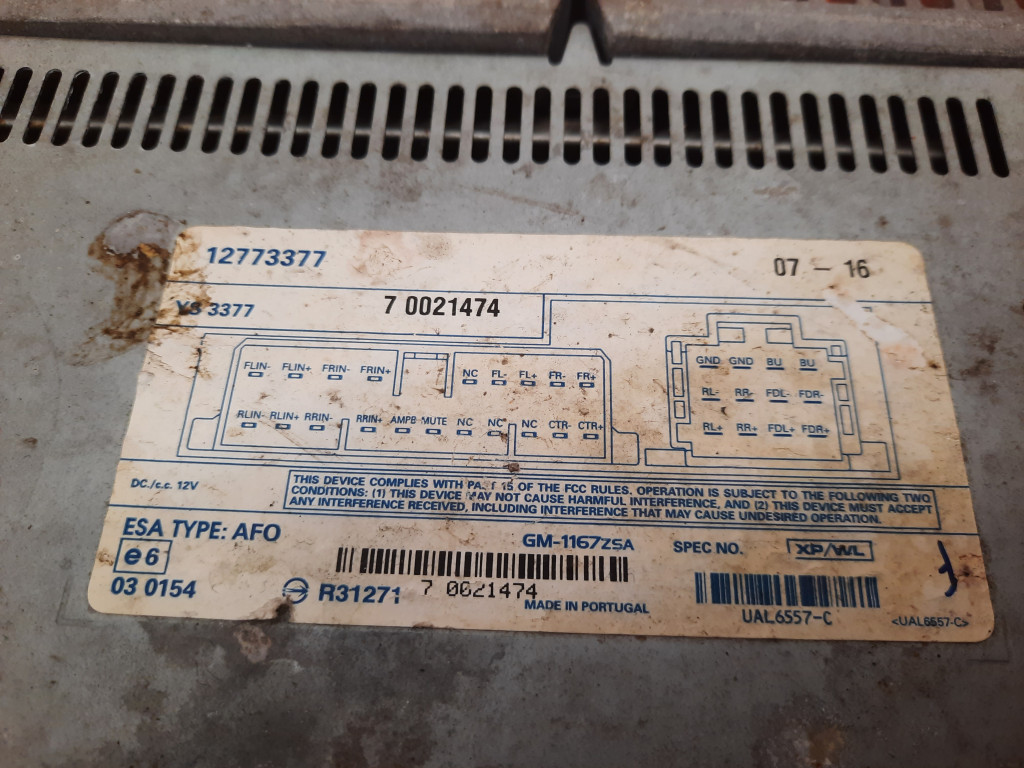 12773377
07 - 16
YS 3377
7 0021474
FLIN- FLIN+ FRIN- FRIN+
NC FL- FL+ FR- FR+
RLIN- RLIN+ RRIN- RRIN+ AMPB MUTE NC NC NC CTR- CTR+
GND GND BU BU
RL- RR- FDL- FDR-
RL+ RR+ FDL+ FDR+
DC./c.c. 12V
THIS DEVICE COMPLIES WITH PART 15 OF THE FCC RULES. OPERATION IS SUBJECT TO THE FOLLOWING TWO
CONDITIONS: (1) THIS DEVICE MAY NOT CAUSE HARMFUL INTERFERENCE, AND (2) THIS DEVICE MUST ACCEPT
ANY INTERFERENCE RECEIVED, INCLUDING INTERFERENCE THAT MAY CAUSE UNDESIRED OPERATION.
ESA TYPE: AFO
GM-1167ZSA
SPEC NO.
XP/WL
e6
03 0154
R31271
7 0021474
MADE IN PORTUGAL
UAL6557-C
<UAL6557-C>